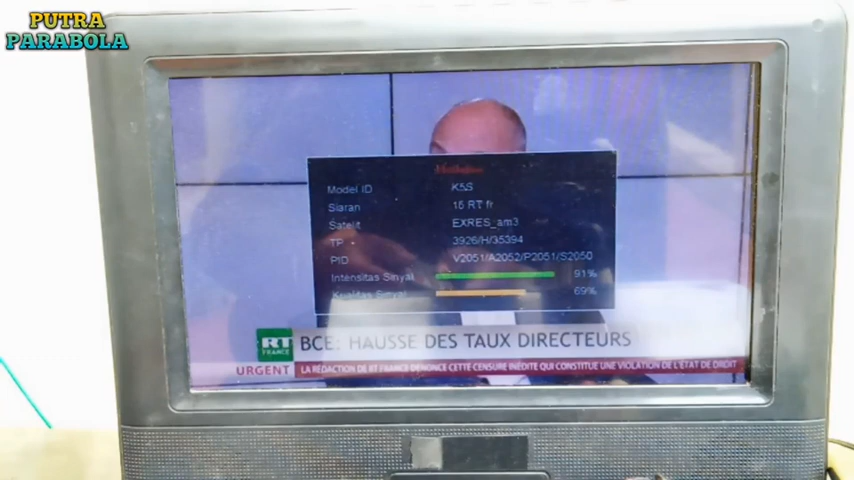 PUTRA
PARABOLA
Model ID K5S
Siaran 15 RT fr
Satelit EXRES_am3
TP 3926/H/35394
PID V2051/A2052/P2051/S2050
Intensitas Sinyal 91%
Kualitas Sinyal 69%
RT
FRANCE
BCE: HAUSSE DES TAUX DIRECTEURS
URGENT LA RÉDACTION DE RT FRANCE DÉNONCE CETTE CENSURE INÉDITE QUI CONSTITUE UNE VIOLATION DE L'ÉTAT DE DROIT